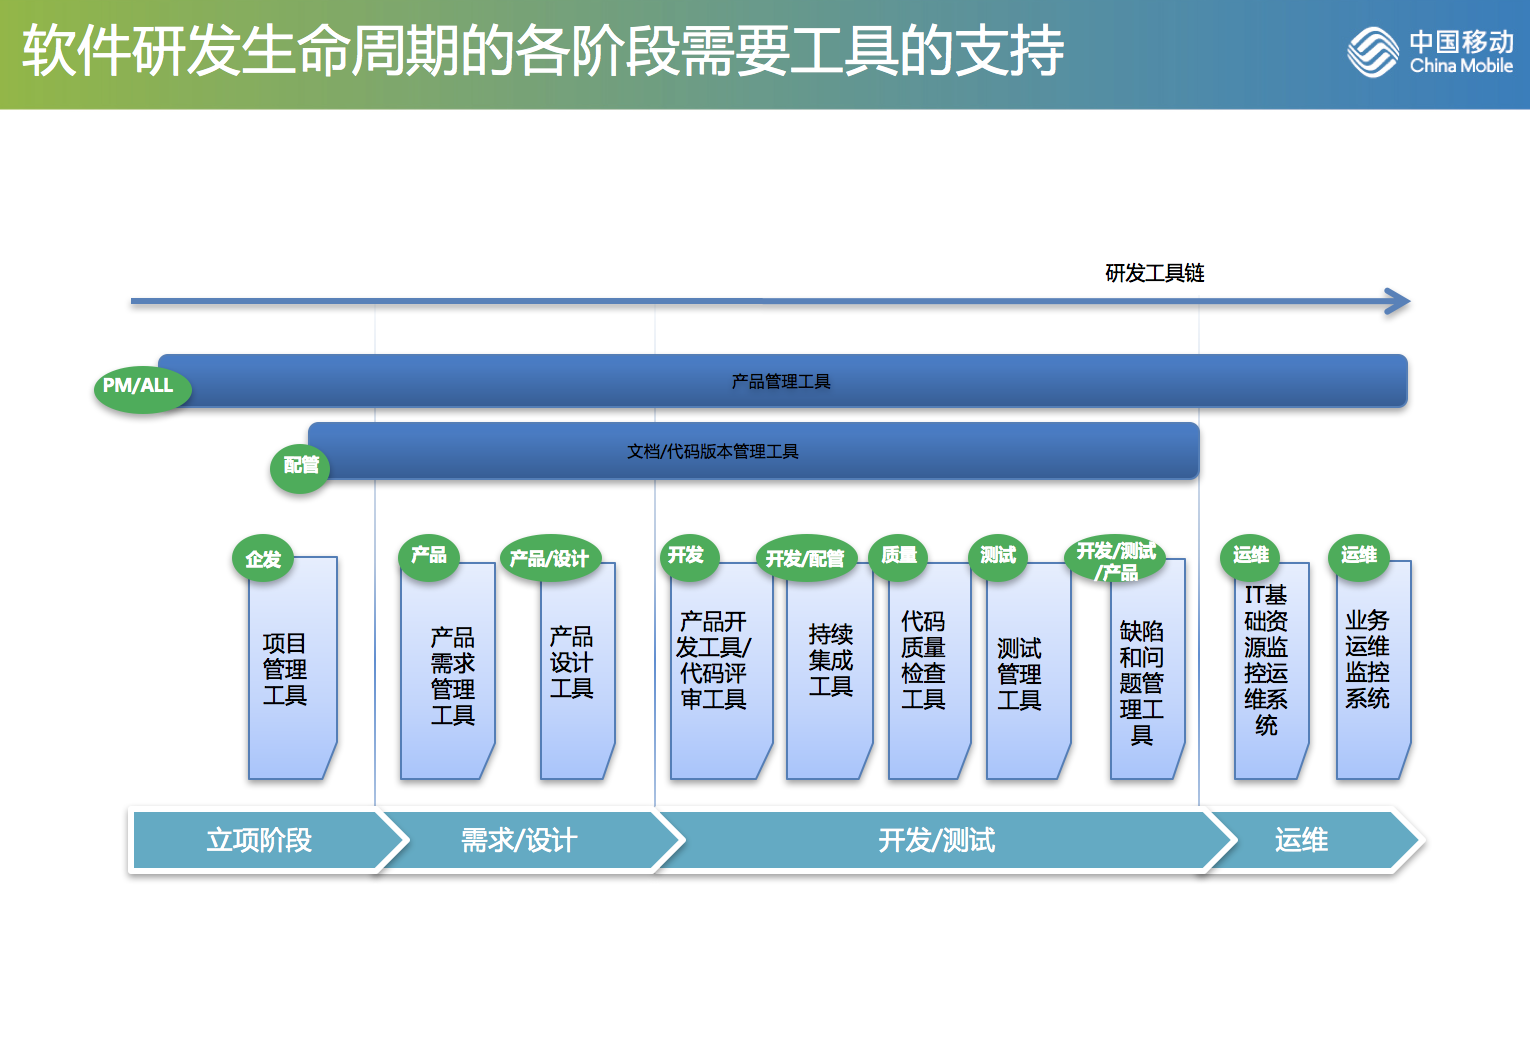 软件研发生命周期的各阶段需要工具的支持
中国移动
China Mobile
研发工具链
PM/ALL
产品管理工具
配管
文档/代码版本管理工具
企发
项目
管理
工具
产品
产品
需求
管理
工具
产品/设计
产品
设计
工具
开发
产品开
发工具/
代码评
审工具
开发/配管
持续
集成
工具
质量
代码
质量
检查
工具
测试
测试
管理
工具
开发/测试
/产品
缺陷
和问
题管
理工
具
运维
IT基
础资
源监
控运
维系
统
运维
业务
运维
监控
系统
立项阶段
需求/设计
开发/测试
运维